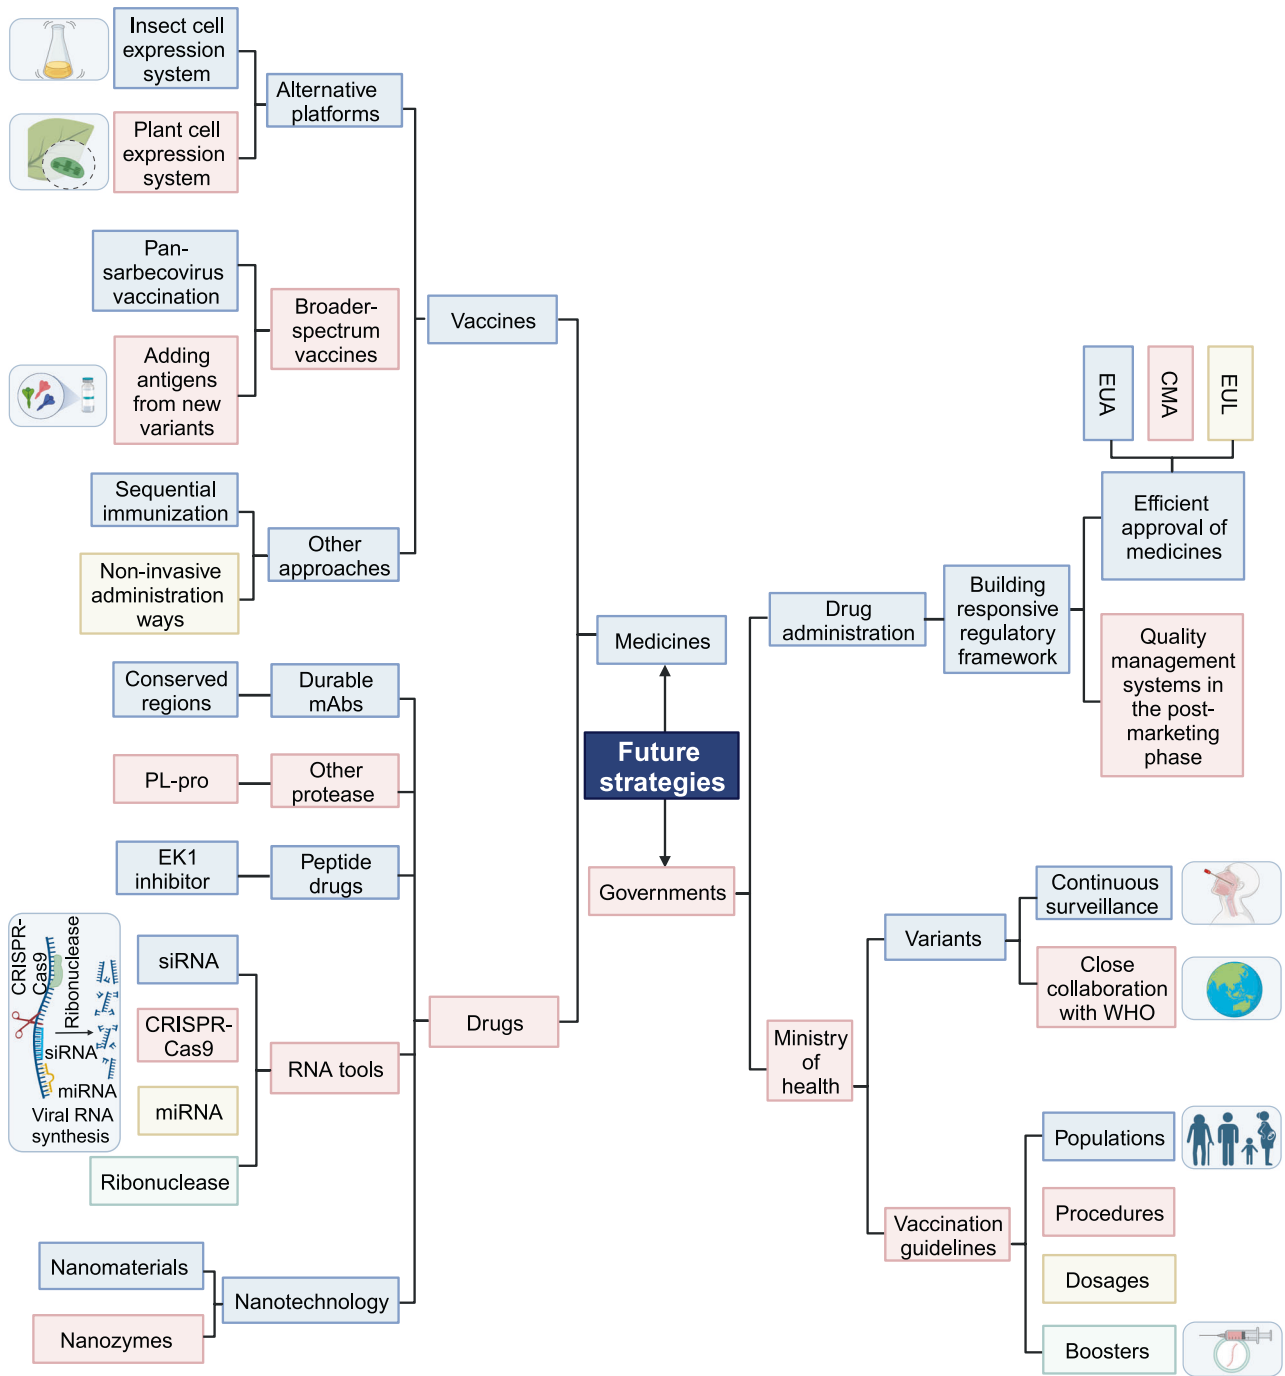 Insect cell
expression
system
Alternative
platforms
Plant cell
expression
system
Pan-
sarbecovirus
vaccination
Broader-
spectrum
vaccines
Adding
antigens
from new
variants
Vaccines
Sequential
immunization
Other
approaches
Non-invasive
administration
ways
Medicines
Conserved
regions
Durable
mAbs
PL-pro
Other
protease
EK1
inhibitor
Peptide
drugs
CRISPR-
Cas9
Ribonuclease
siRNA
miRNA
Viral RNA
synthesis
siRNA
CRISPR-
Cas9
miRNA
Ribonuclease
RNA tools
Drugs
Nanomaterials
Nanozymes
Nanotechnology
Future
strategies
Governments
Drug
administration
Building
responsive
regulatory
framework
EUA
CMA
EUL
Efficient
approval of
medicines
Quality
management
systems in
the post-
marketing
phase
Ministry
of
health
Variants
Continuous
surveillance
Close
collaboration
with WHO
Vaccination
guidelines
Populations
Procedures
Dosages
Boosters